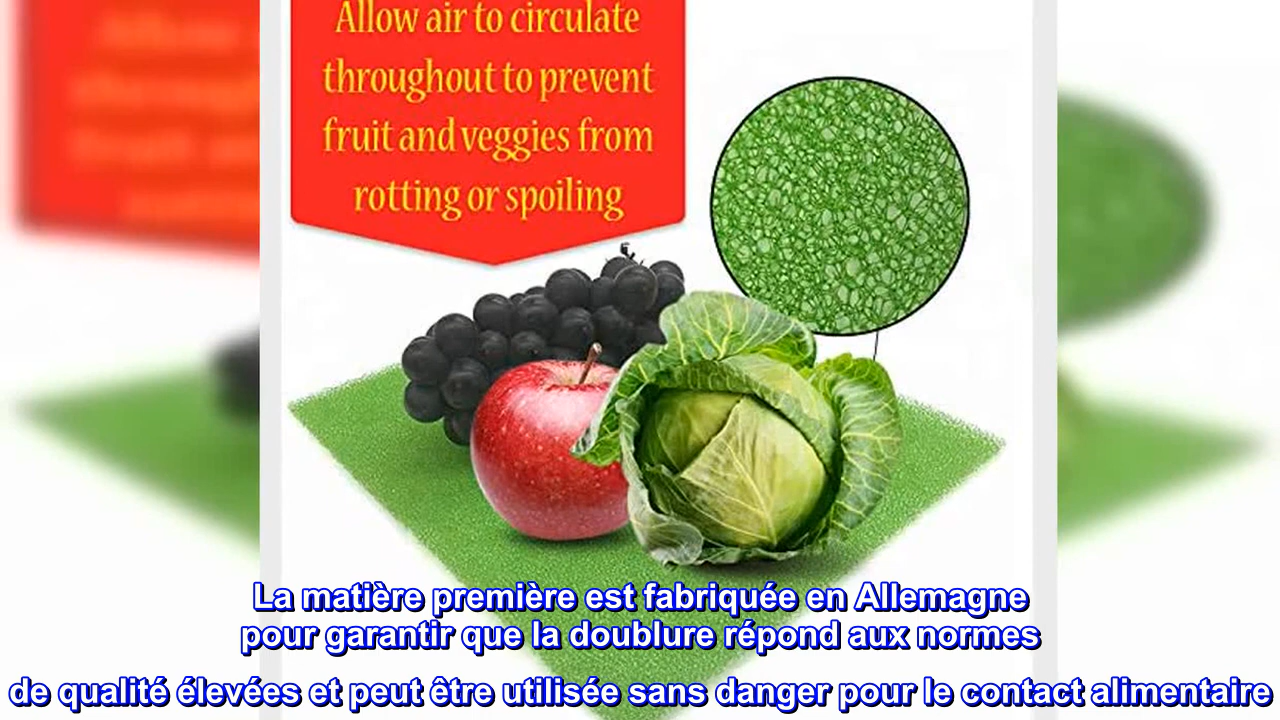 Allow air to circulate
throughout to prevent
fruit and veggies from
rotting or spoiling
La matière première est fabriquée en Allemagne
pour garantir que la doublure répond aux normes
de qualité élevées et peut être utilisée sans danger pour le contact alimentaire